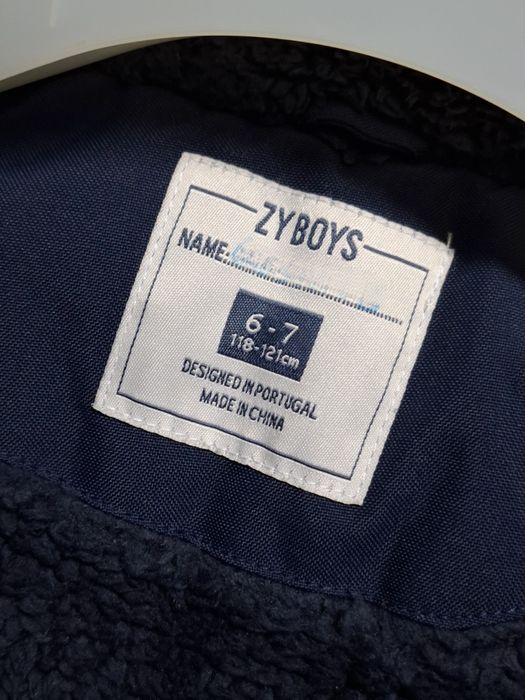 ZYBOYS
NAME:
6 - 7
118-121cm
DESIGNED IN PORTUGAL
MADE IN CHINA